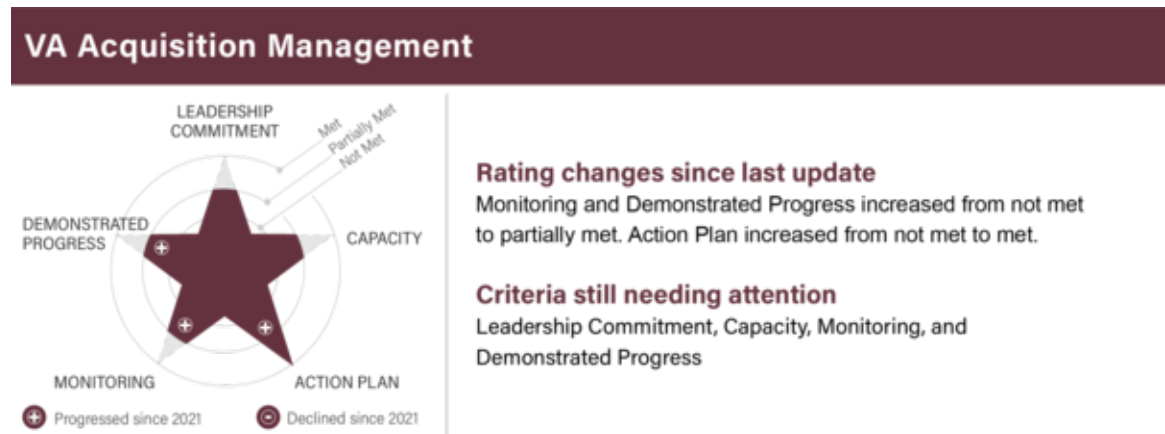 VA Acquisition Management
LEADERSHIP
COMMITMENT
Met
Partially Met
Not Met
DEMONSTRATED
PROGRESS
CAPACITY
MONITORING
ACTION PLAN
Progressed since 2021
Declined since 2021
Rating changes since last update
Monitoring and Demonstrated Progress increased from not met
to partially met. Action Plan increased from not met to met.
Criteria still needing attention
Leadership Commitment, Capacity, Monitoring, and
Demonstrated Progress